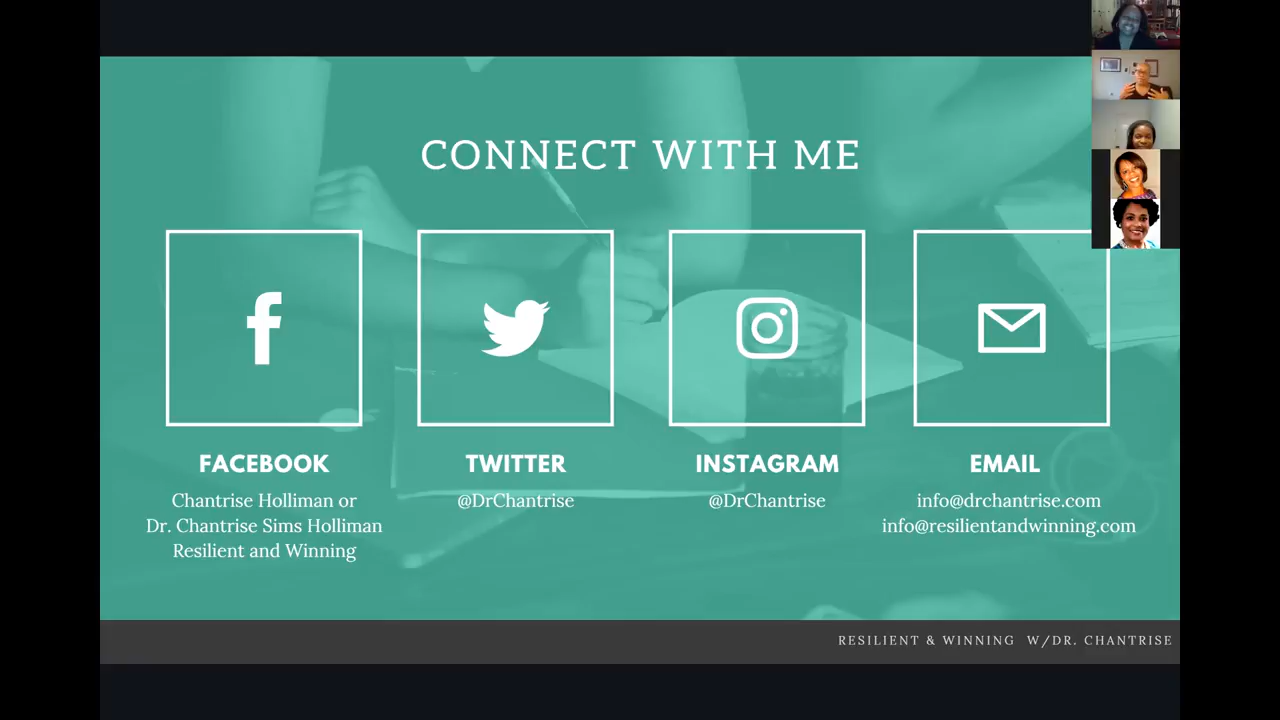 CONNECT WITH ME
FACEBOOK
Chantrise Holliman or
Dr. Chantrise Sims Holliman
Resilient and Winning
TWITTER
@DrChantrise
INSTAGRAM
@DrChantrise
EMAIL
info@drchantrise.com
info@resilientandwinning.com
RESILIENT & WINNING W/DR. CHANTRISE